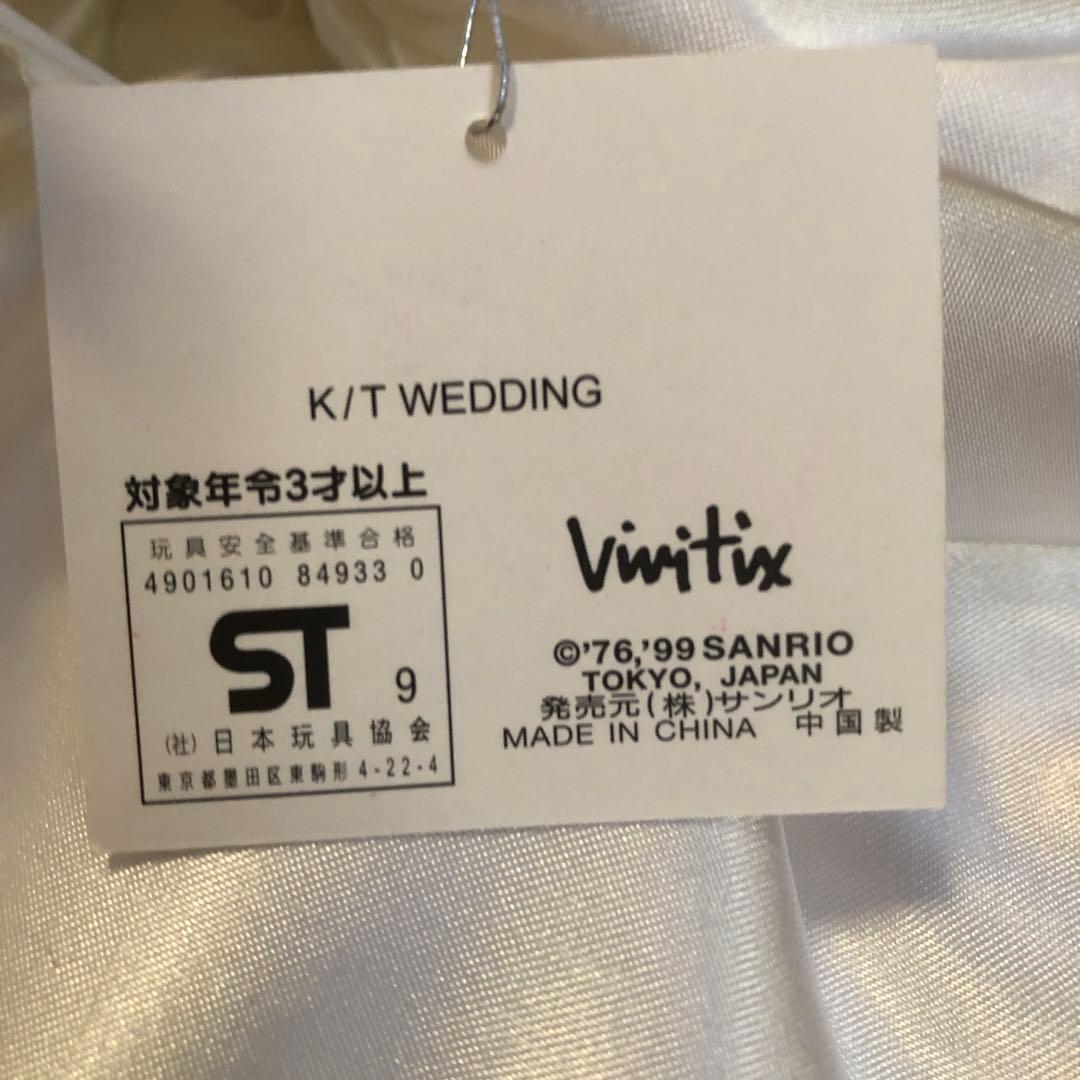 K/T WEDDING
対象年令3才以上
玩具安全基準合格
4901610 84933 0
ST 9
(社)日本玩具協会
東京都墨田区東駒形 4-22-4
Vivitix
©'76,'99 SANRIO
TOKYO, JAPAN
発売元(株)サンリオ
MADE IN CHINA 中国製